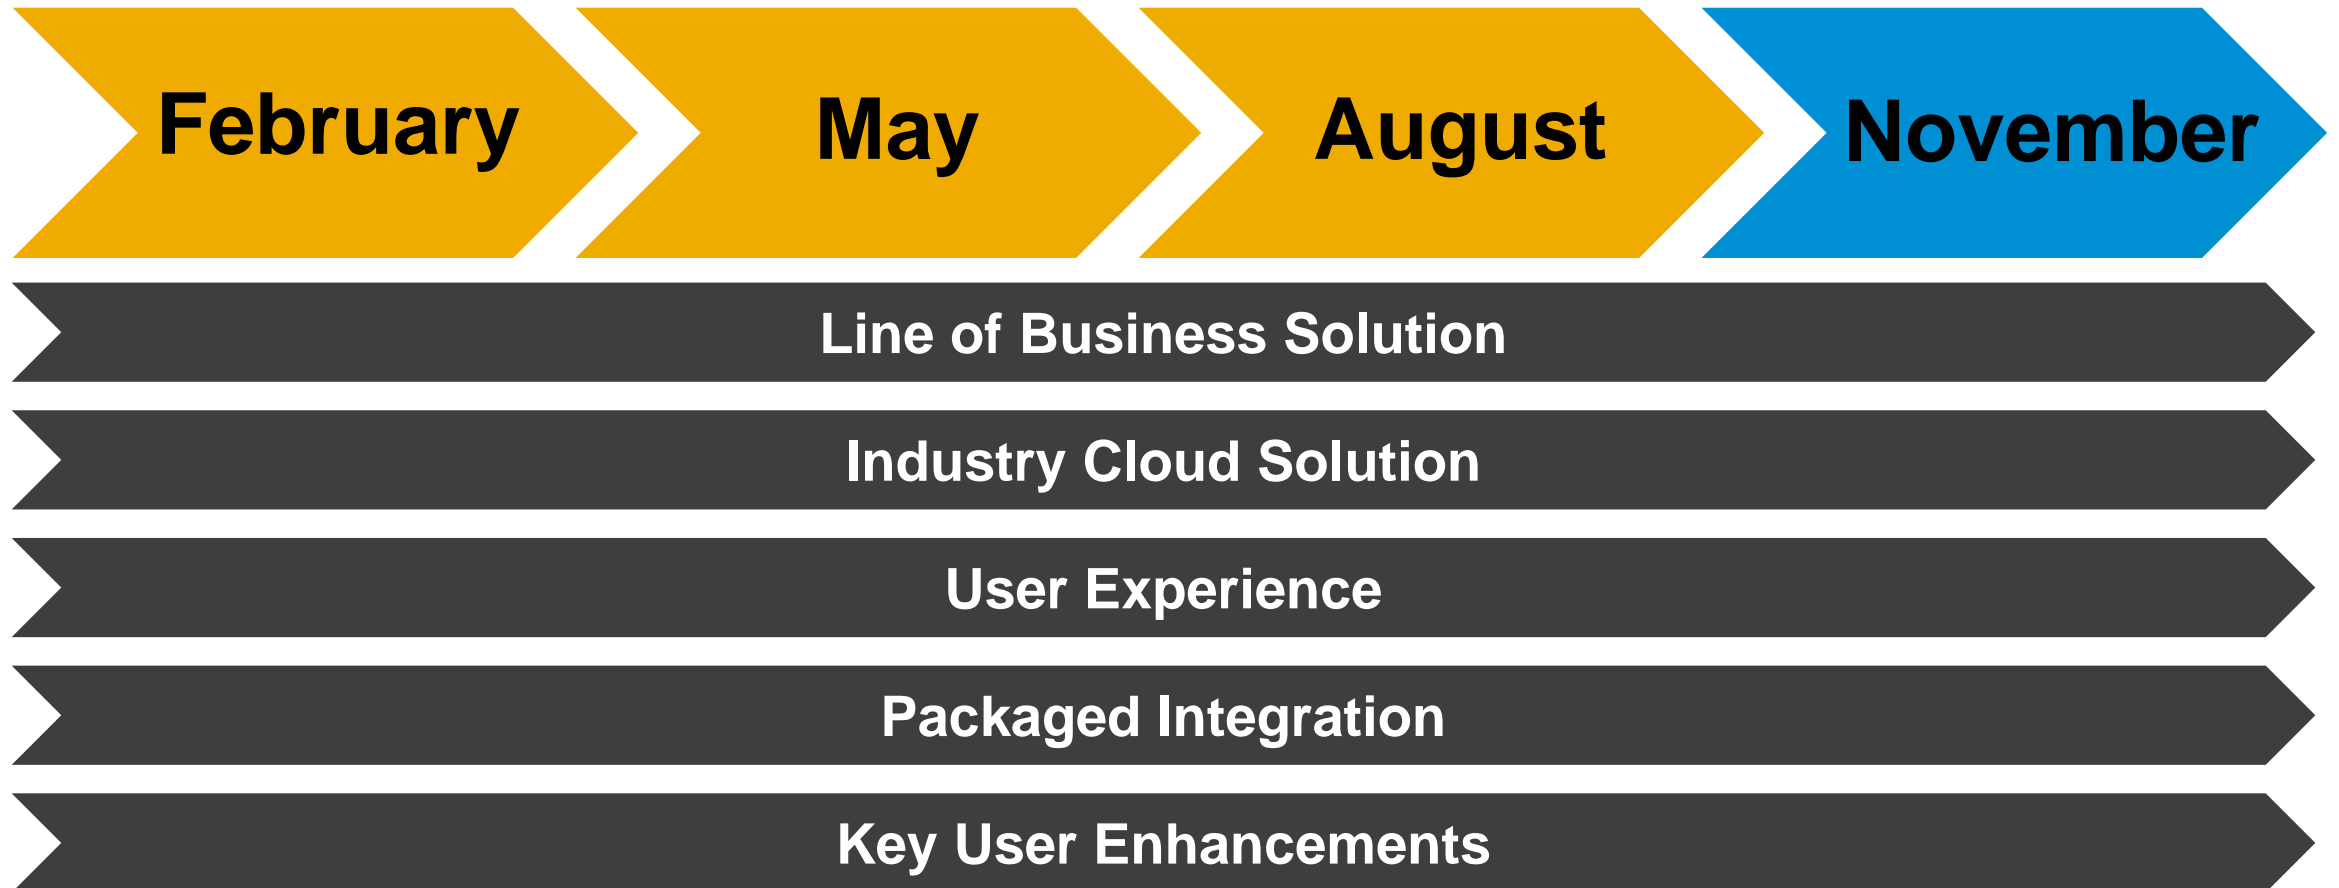 February
May
August
November
Line of Business Solution
Industry Cloud Solution
User Experience
Packaged Integration
Key User Enhancements